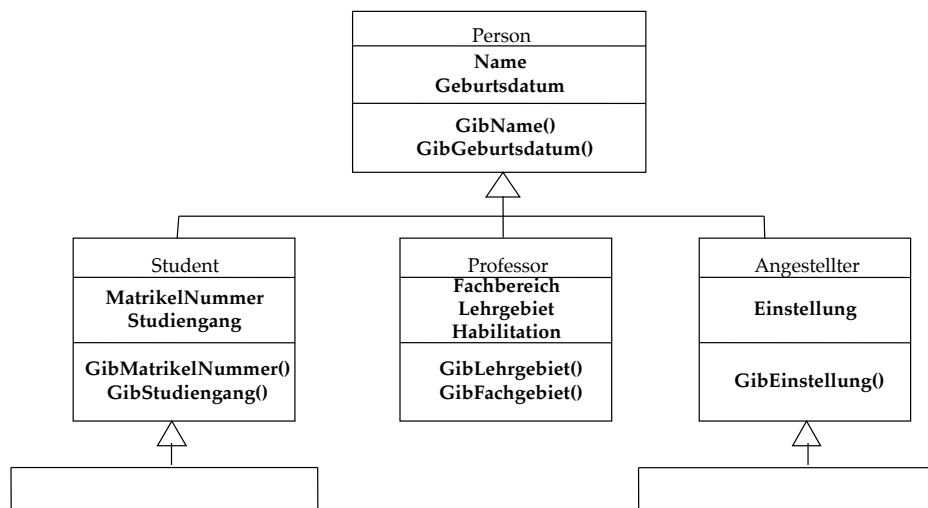 Person
Name
Geburtsdatum
GibName()
GibGeburtsdatum()
Student
MatrikelNummer
Studiengang
GibMatrikelNummer()
GibStudiengang()
Professor
Fachbereich
Lehrgebiet
Habilitation
GibLehrgebiet()
GibFachgebiet()
Angestellter
Einstellung
GibEinstellung()